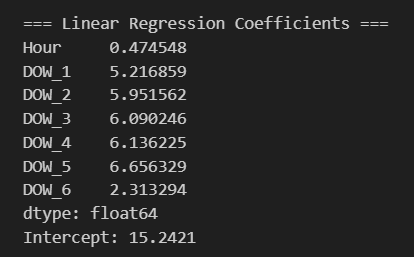 === Linear Regression Coefficients ===
Hour     0.474548
DOW_1    5.216859
DOW_2    5.951562
DOW_3    6.090246
DOW_4    6.136225
DOW_5    6.656329
DOW_6    2.313294
dtype: float64
Intercept: 15.2421